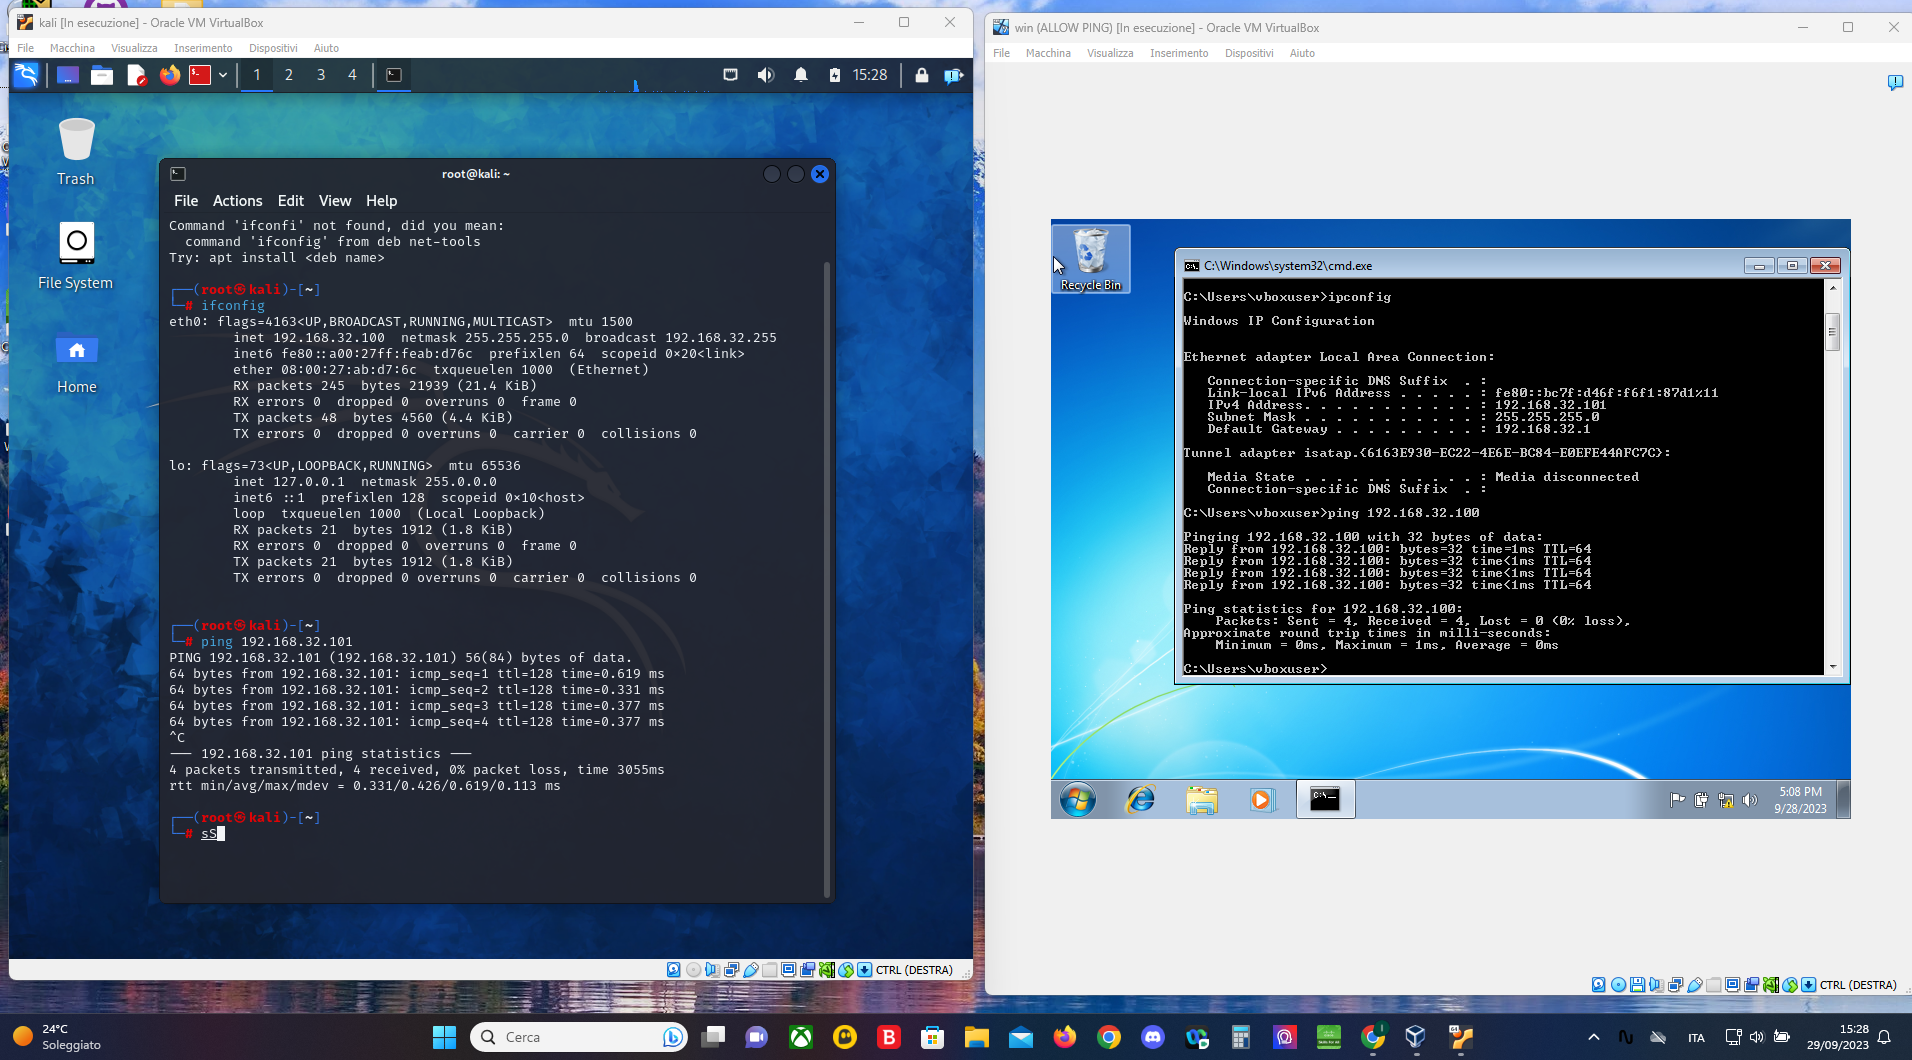 kali [In esecuzione] - Oracle VM VirtualBox
File Macchina Visualizza Inserimento Dispositivi Aiuto
1 2 3 4
15:28
Trash
File System
Home
root@kali: ~
File Actions Edit View Help
Command 'ifconfi' not found, did you mean:
command 'ifconfig' from deb net-tools
Try: apt install <deb name>
┌──(root㉿kali)-[~]
└─# ifconfig
eth0: flags=4163<UP,BROADCAST,RUNNING,MULTICAST> mtu 1500
inet 192.168.32.100 netmask 255.255.255.0 broadcast 192.168.32.255
inet6 fe80::a00:27ff:feab:d76c prefixlen 64 scopeid 0×20<link>
ether 08:00:27:ab:d7:6c txqueuelen 1000 (Ethernet)
RX packets 245 bytes 21939 (21.4 KiB)
RX errors 0 dropped 0 overruns 0 frame 0
TX packets 48 bytes 4560 (4.4 KiB)
TX errors 0 dropped 0 overruns 0 carrier 0 collisions 0
lo: flags=73<UP,LOOPBACK,RUNNING> mtu 65536
inet 127.0.0.1 netmask 255.0.0.0
inet6 ::1 prefixlen 128 scopeid 0×10<host>
loop txqueuelen 1000 (Local Loopback)
RX packets 21 bytes 1912 (1.8 KiB)
RX errors 0 dropped 0 overruns 0 frame 0
TX packets 21 bytes 1912 (1.8 KiB)
TX errors 0 dropped 0 overruns 0 carrier 0 collisions 0
┌──(root㉿kali)-[~]
└─# ping 192.168.32.101
PING 192.168.32.101 (192.168.32.101) 56(84) bytes of data.
64 bytes from 192.168.32.101: icmp_seq=1 ttl=128 time=0.619 ms
64 bytes from 192.168.32.101: icmp_seq=2 ttl=128 time=0.331 ms
64 bytes from 192.168.32.101: icmp_seq=3 ttl=128 time=0.377 ms
64 bytes from 192.168.32.101: icmp_seq=4 ttl=128 time=0.377 ms
^C
── 192.168.32.101 ping statistics ──
4 packets transmitted, 4 received, 0% packet loss, time 3055ms
rtt min/avg/max/mdev = 0.331/0.426/0.619/0.113 ms
┌──(root㉿kali)-[~]
└─# sS
CTRL (DESTRA)
win (ALLOW PING) [In esecuzione] - Oracle VM VirtualBox
File Macchina Visualizza Inserimento Dispositivi Aiuto
Recycle Bin
C:\Windows\system32\cmd.exe
C:\Users\vboxuser>ipconfig
Windows IP Configuration
Ethernet adapter Local Area Connection:
Connection-specific DNS Suffix . :
Link-local IPv6 Address . . . . . : fe80::bc7f:d46f:f6f1:87d1%11
IPv4 Address. . . . . . . . . . . : 192.168.32.101
Subnet Mask . . . . . . . . . . . : 255.255.255.0
Default Gateway . . . . . . . . . : 192.168.32.1
Tunnel adapter isatap.{6163E930-EC22-4E6E-BC84-E0EFE44AFC7C}:
Media State . . . . . . . . . . . : Media disconnected
Connection-specific DNS Suffix . :
C:\Users\vboxuser>ping 192.168.32.100
Pinging 192.168.32.100 with 32 bytes of data:
Reply from 192.168.32.100: bytes=32 time=1ms TTL=64
Reply from 192.168.32.100: bytes=32 time<1ms TTL=64
Reply from 192.168.32.100: bytes=32 time<1ms TTL=64
Reply from 192.168.32.100: bytes=32 time<1ms TTL=64
Ping statistics for 192.168.32.100:
Packets: Sent = 4, Received = 4, Lost = 0 (0% loss),
Approximate round trip times in milli-seconds:
Minimum = 0ms, Maximum = 1ms, Average = 0ms
C:\Users\vboxuser>
5:08 PM
9/28/2023
CTRL (DESTRA)
24°C
Soleggiato
Cerca
ITA
15:28
29/09/2023